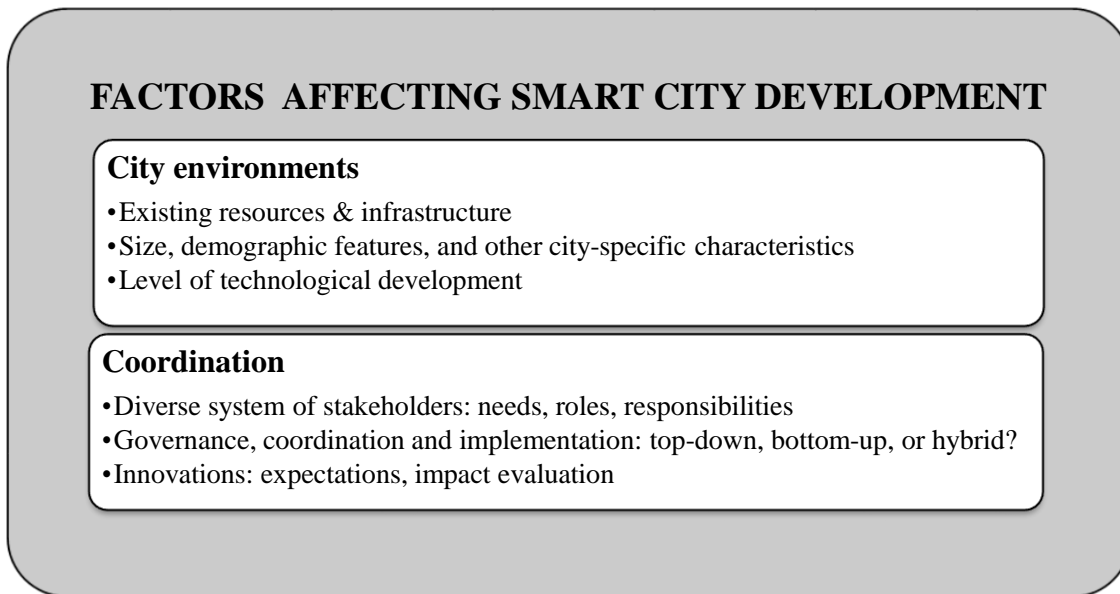 FACTORS AFFECTING SMART CITY DEVELOPMENT
City environments
•Existing resources & infrastructure
•Size, demographic features, and other city-specific characteristics
•Level of technological development
Coordination
•Diverse system of stakeholders: needs, roles, responsibilities
•Governance, coordination and implementation: top-down, bottom-up, or hybrid?
•Innovations: expectations, impact evaluation